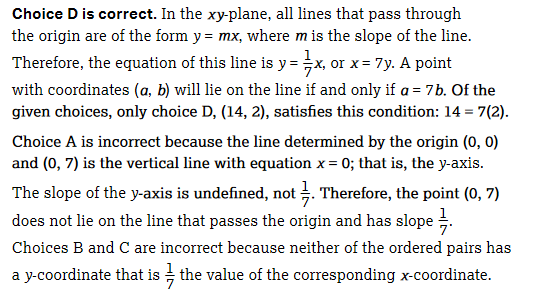 Choice D is correct. In the xy-plane, all lines that pass through
the origin are of the form y = mx, where m is the slope of the line.
Therefore, the equation of this line is y = 1/7x, or x = 7y. A point
with coordinates (a, b) will lie on the line if and only if a = 7b. Of the
given choices, only choice D, (14, 2), satisfies this condition: 14 = 7(2).
Choice A is incorrect because the line determined by the origin (0, 0)
and (0, 7) is the vertical line with equation x = 0; that is, the y-axis.
The slope of the y-axis is undefined, not 1/7. Therefore, the point (0, 7)
does not lie on the line that passes the origin and has slope 1/7.
Choices B and C are incorrect because neither of the ordered pairs has
a y-coordinate that is 1/7 the value of the corresponding x-coordinate.